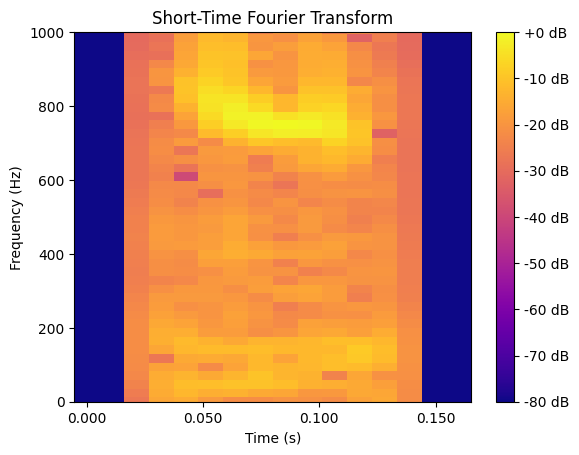 Short-Time Fourier Transform
Frequency (Hz)
1000
800
600
400
200
0
0.000
0.050
0.100
0.150
Time (s)
+0 dB
-10 dB
-20 dB
-30 dB
-40 dB
-50 dB
-60 dB
-70 dB
-80 dB